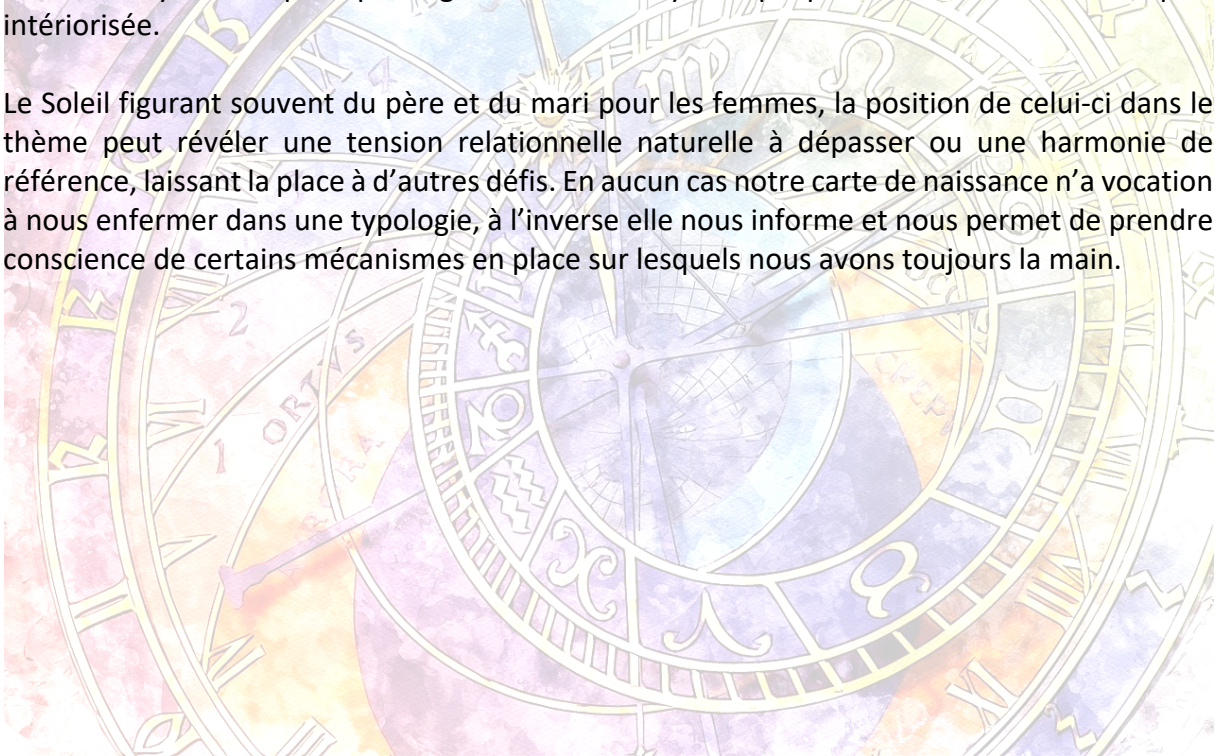 intériorisée.
Le Soleil figurant souvent du père et du mari pour les femmes, la position de celui-ci dans le
thème peut révéler une tension relationnelle naturelle à dépasser ou une harmonie de
référence, laissant la place à d’autres défis. En aucun cas notre carte de naissance n’a vocation
à nous enfermer dans une typologie, à l’inverse elle nous informe et nous permet de prendre
conscience de certains mécanismes en place sur lesquels nous avons toujours la main.
2
1 ORTVS